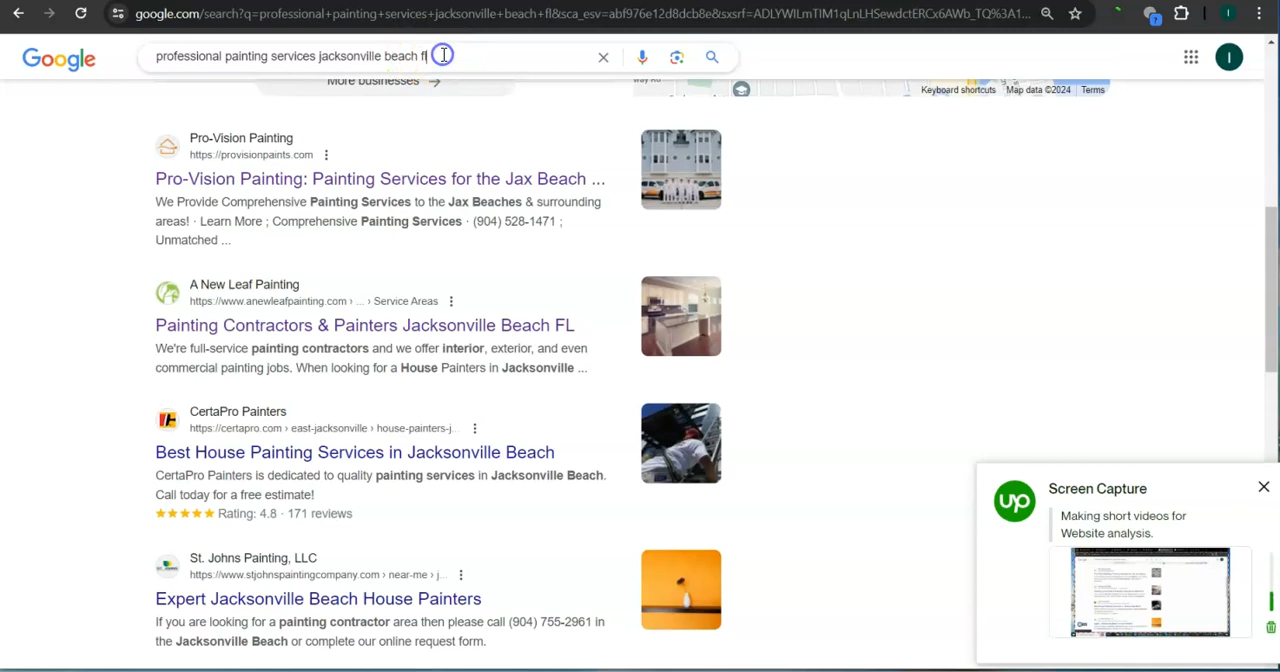 google.com/search?q=professional+painting+services+jacksonville+beach+fl&sca_esv=abf976e12d8dcb8e&sxsrf=ADLYWILmTIM1qLnLHSewdctERCx6AWb_TQ%3A1...
Google
professional painting services jacksonville beach fl
I
More businesses
Keyboard shortcuts Map data ©2024 Terms
Pro-Vision Painting
https://provisionpaints.com
Pro-Vision Painting: Painting Services for the Jax Beach ...
We Provide Comprehensive Painting Services to the Jax Beaches & surrounding
areas! · Learn More ; Comprehensive Painting Services · (904) 528-1471 ;
Unmatched ...
A New Leaf Painting
https://www.anewleafpainting.com › ... › Service Areas
Painting Contractors & Painters Jacksonville Beach FL
We're full-service painting contractors and we offer interior, exterior, and even
commercial painting jobs. When looking for a House Painters in Jacksonville ...
CertaPro Painters
https://certapro.com › east-jacksonville › house-painters-j...
Best House Painting Services in Jacksonville Beach
CertaPro Painters is dedicated to quality painting services in Jacksonville Beach.
Call today for a free estimate!
Rating: 4.8 · 171 reviews
St. Johns Painting, LLC
https://www.stjohnspaintingcompany.com › near-me › j...
Expert Jacksonville Beach House Painters
If you are looking for a painting contractor and then please call (904) 755-2961 in
the Jacksonville Beach or complete our online request form.
up
Screen Capture
Making short videos for
Website analysis.